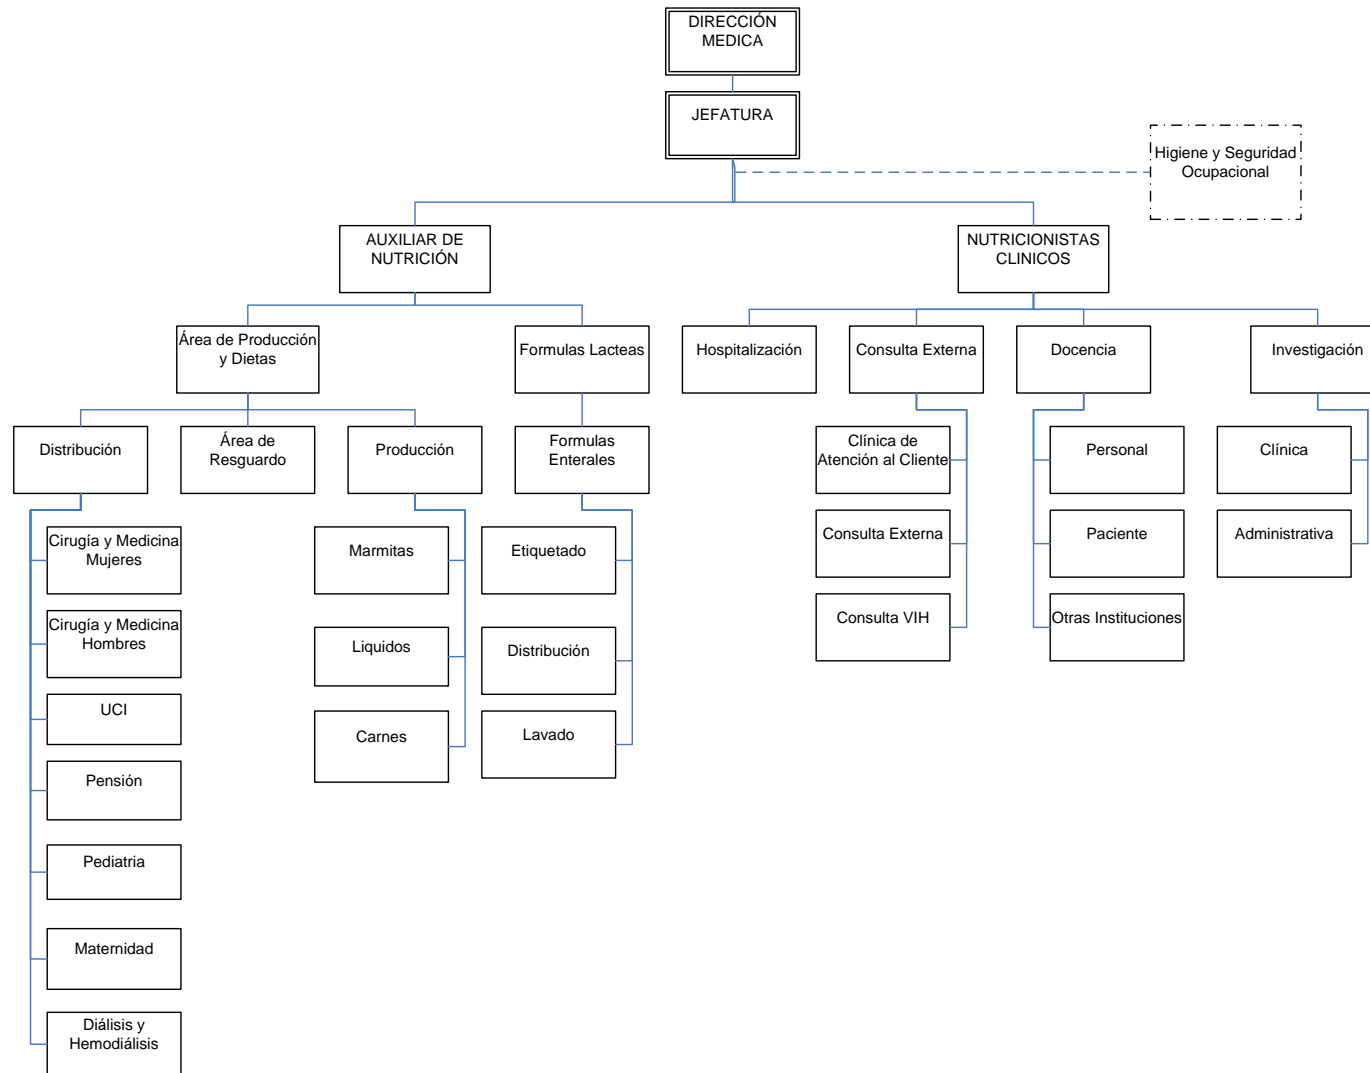 DIRECCIÓN
MEDICA
JEFATURA
Higiene y Seguridad
Ocupacional
AUXILIAR DE
NUTRICIÓN
NUTRICIONISTAS
CLINICOS
Área de Producción
y Dietas
Formulas Lacteas
Hospitalización
Consulta Externa
Docencia
Investigación
Distribución
Área de
Resguardo
Producción
Formulas
Enterales
Clínica de
Atención al Cliente
Personal
Clínica
Cirugía y Medicina
Mujeres
Marmitas
Etiquetado
Consulta Externa
Paciente
Administrativa
Cirugía y Medicina
Hombres
Liquidos
Distribución
Consulta VIH
Otras Instituciones
UCI
Carnes
Lavado
Pensión
Pediatria
Maternidad
Diálisis y
Hemodiálisis